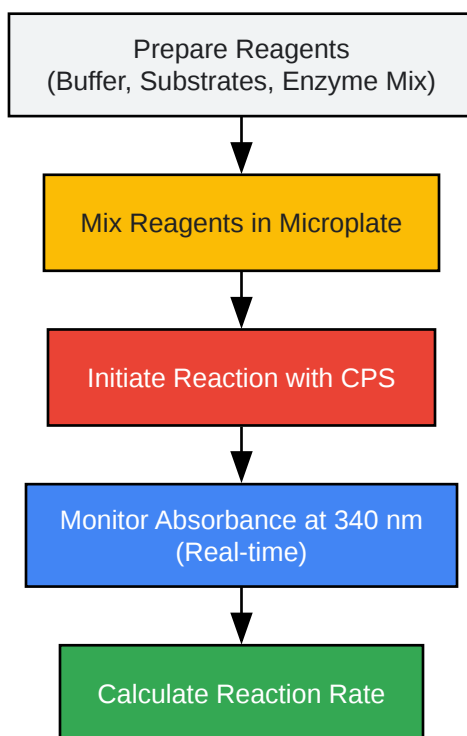 Prepare Reagents
(Buffer, Substrates, Enzyme Mix)
Mix Reagents in Microplate
Initiate Reaction with CPS
Monitor Absorbance at 340 nm
(Real-time)
Calculate Reaction Rate